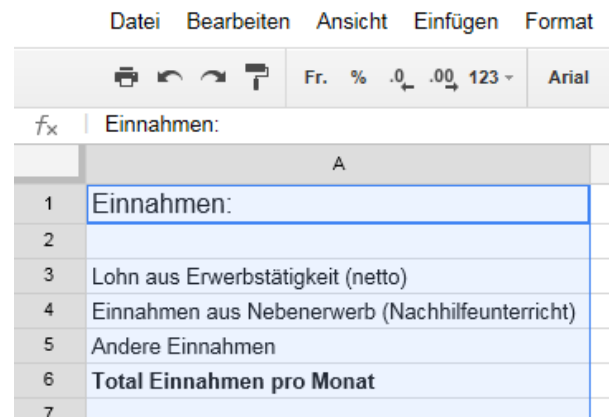 Datei Bearbeiten Ansicht Einfügen Format
Fr. % .0 .00 123 Arial
fx Einnahmen:
A
1 Einnahmen:
2
3 Lohn aus Erwerbstätigkeit (netto)
4 Einnahmen aus Nebenerwerb (Nachhilfeunterricht)
5 Andere Einnahmen
6 Total Einnahmen pro Monat
7